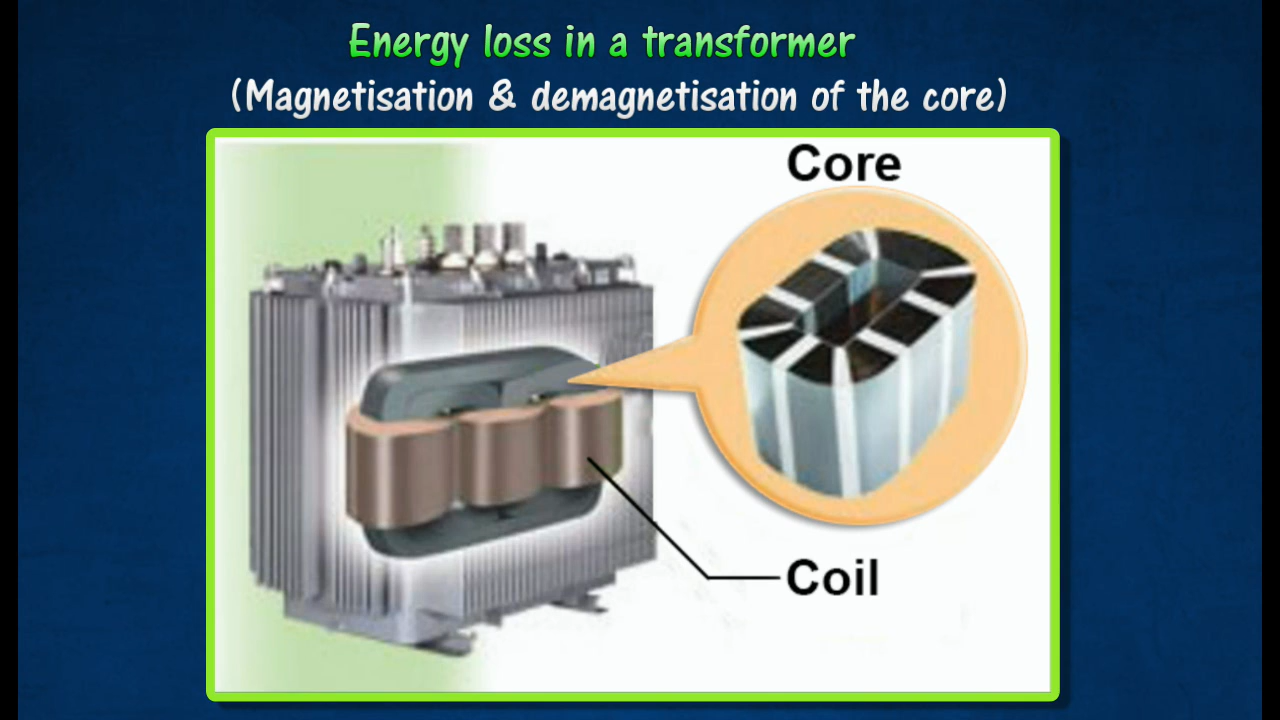 Energy loss in a transformer
(Magnetisation & demagnetisation of the core)
Core
Coil